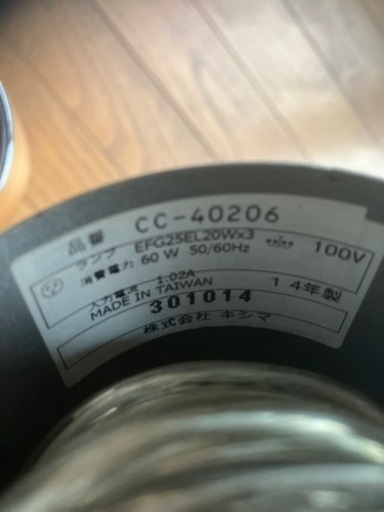 品番 CC-40206
ランプ EFG25EL20Wx3 100V
消費電力 60 W 50/60Hz
入力電流 1.02A
MADE IN TAIWAN 14年製
301014
株式会社 キシマ